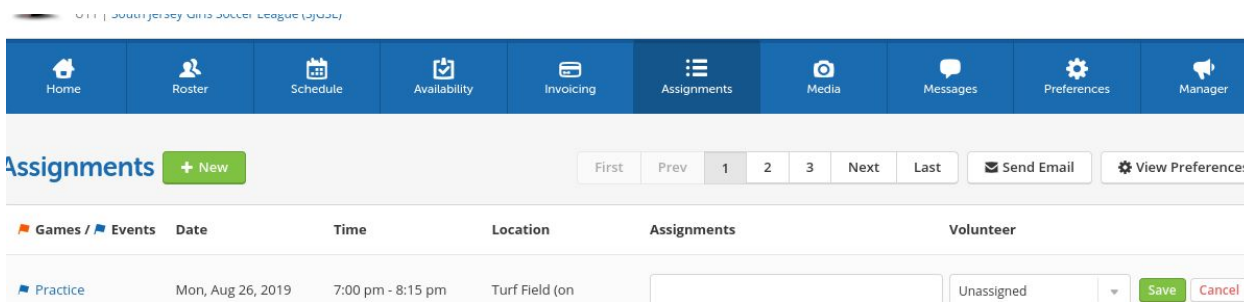 U11 | South Jersey Girls Soccer League (SJGSL)
Home Roster Schedule Availability Invoicing Assignments Media Messages Preferences Manager
Assignments + New First Prev 1 2 3 Next Last Send Email View Preferences
Games / Events Date Time Location Assignments Volunteer
Practice Mon, Aug 26, 2019 7:00 pm - 8:15 pm Turf Field (on Unassigned Save Cancel